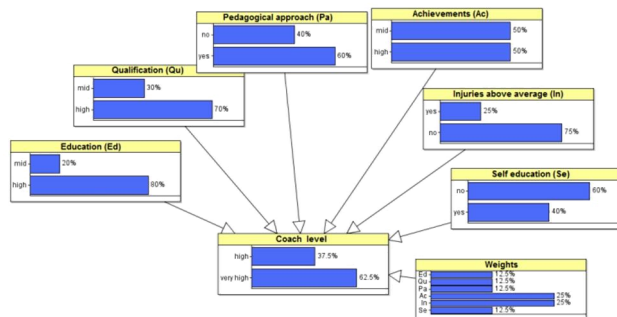 Pedagogical approach (Pa)
no
40%
yes
60%
Achievements (Ac)
mid
50%
high
50%
Qualification (Qu)
mid
30%
high
70%
Injuries above average (In)
yes
25%
no
75%
Education (Ed)
mid
20%
high
80%
Self education (Se)
no
60%
yes
40%
Coach level
high
37.5%
very high
62.5%
Weights
Ed
12.5%
Qu
12.5%
Pa
12.5%
Ac
25%
In
25%
Se
12.5%